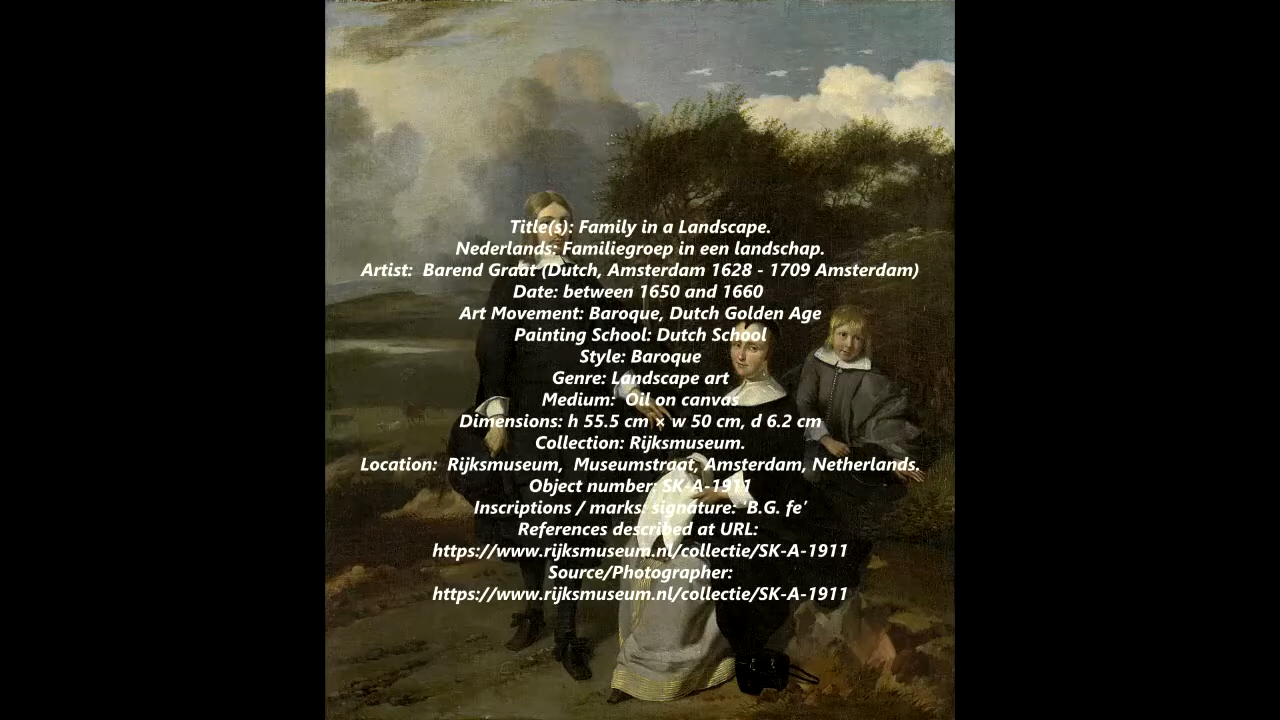 Title(s): Family in a Landscape.
Nederlands: Familiegroep in een landschap.
Artist:  Barend Graat (Dutch, Amsterdam 1628 - 1709 Amsterdam)
Date: between 1650 and 1660
Art Movement: Baroque, Dutch Golden Age
Painting School: Dutch School
Style: Baroque
Genre: Landscape art
Medium:  Oil on canvas
Dimensions: h 55.5 cm × w 50 cm, d 6.2 cm
Collection: Rijksmuseum.
Location:  Rijksmuseum,  Museumstraat, Amsterdam, Netherlands.
Object number: SK-A-1911
Inscriptions / marks: signature: ‘B.G. fe’
References described at URL:
https://www.rijksmuseum.nl/collectie/SK-A-1911
Source/Photographer:
https://www.rijksmuseum.nl/collectie/SK-A-1911